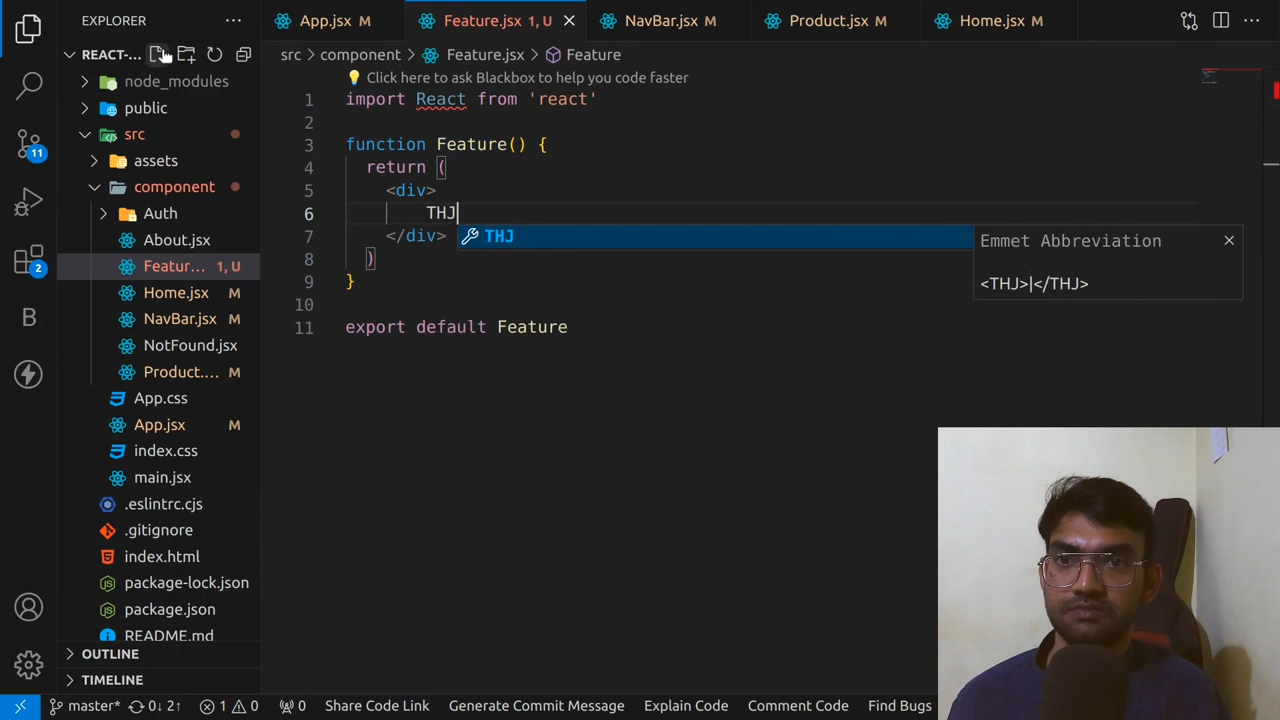 EXPLORER
REACT-...
node_modules
public
src
assets
component
Auth
About.jsx
Featur... 1, U
Home.jsx M
NavBar.jsx M
NotFound.jsx
Product.... M
App.css
App.jsx M
index.css
main.jsx
.eslintrc.cjs
.gitignore
index.html
package-lock.json
package.json
README.md
OUTLINE
TIMELINE
11
2
B
App.jsx M
Feature.jsx 1, U
NavBar.jsx M
Product.jsx M
Home.jsx M
src > component > Feature.jsx > Feature
Click here to ask Blackbox to help you code faster
1 import React from 'react'
2
3 function Feature() {
4 return (
5 <div>
6 THJ
7 </div>
8 )
9 }
10
11 export default Feature
THJ
Emmet Abbreviation
<THJ>|</THJ>
master* 0↓ 2↑ 1 0 0 Share Code Link Generate Commit Message Explain Code Comment Code Find Bugs